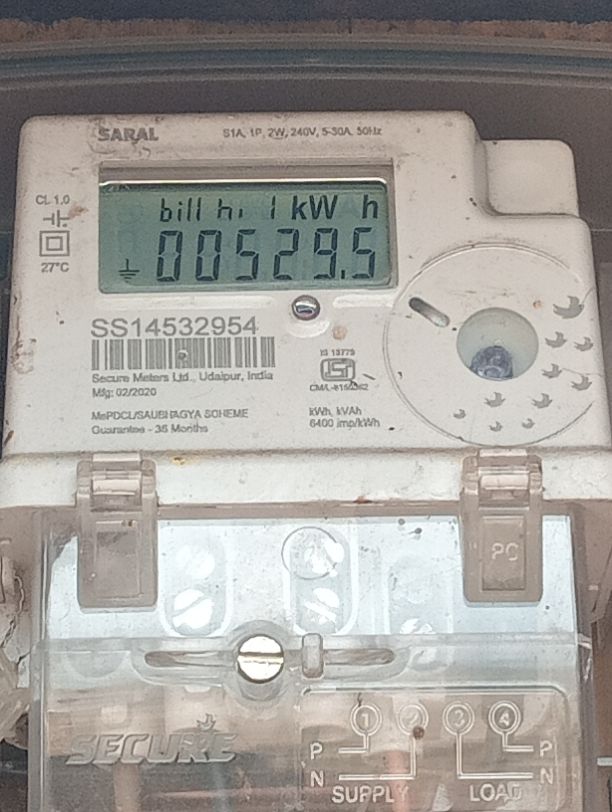 SARAL
S1A, 1P, 2W, 240V, 5-30A, 50Hz
CL 1.0
27°C
bill hi 1 kW h
00529.5
SS14532954
Secure Meters Ltd., Udaipur, India
Mfg: 02/2020
IS 13779
MePDCL/SAUBHAGYA SCHEME
Guarantee - 36 Months
kWh, kVAh
6400 imp/kWh
PC
SECURE
1 2 3 4
P P
N N
SUPPLY LOAD